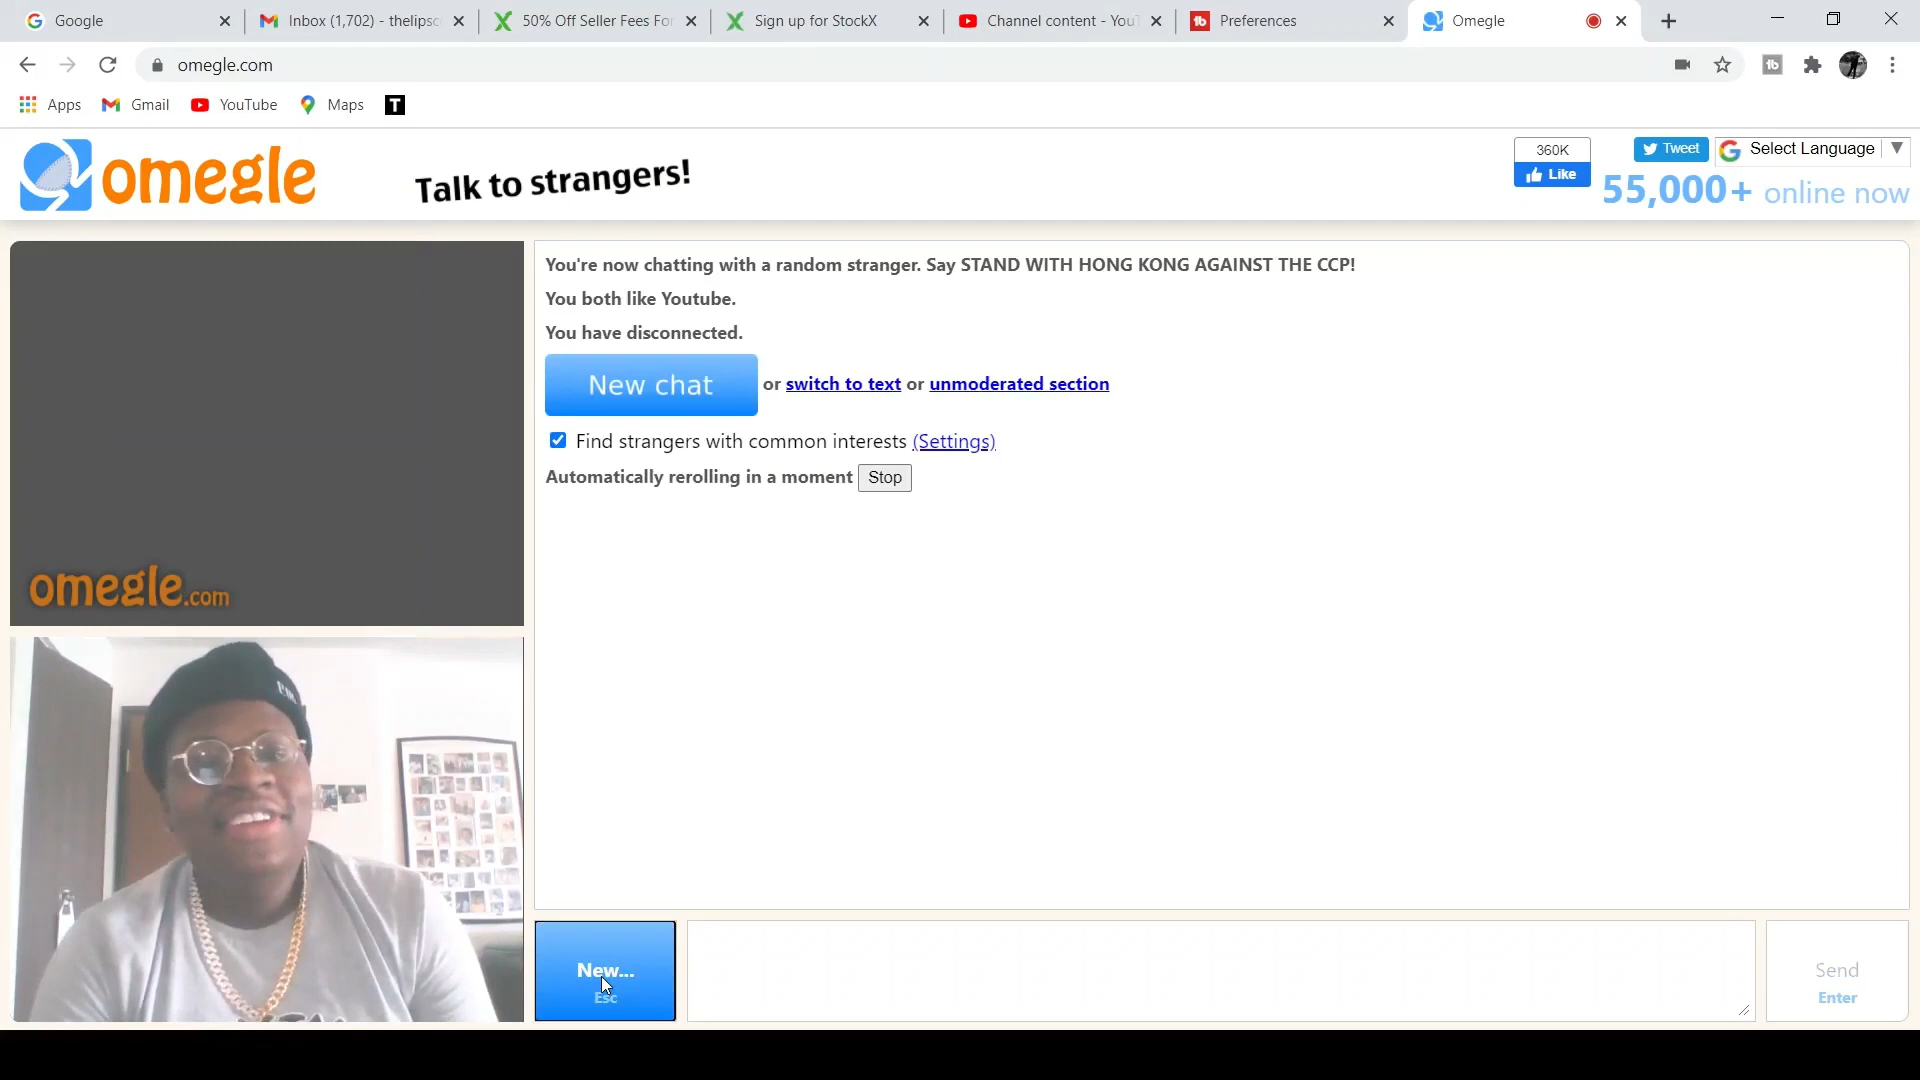 Google
Inbox (1,702) - thelipsc
50% Off Seller Fees For
Sign up for StockX
Channel content - YouT
Preferences
Omegle
omegle.com
Apps
Gmail
YouTube
Maps
T
omegle
Talk to strangers!
360K
Like
Tweet
Select Language
55,000+ online now
You're now chatting with a random stranger. Say STAND WITH HONG KONG AGAINST THE CCP!
You both like Youtube.
You have disconnected.
New chat or switch to text or unmoderated section
Find strangers with common interests (Settings)
Automatically rerolling in a moment Stop
omegle.com
New...
Esc
Send
Enter